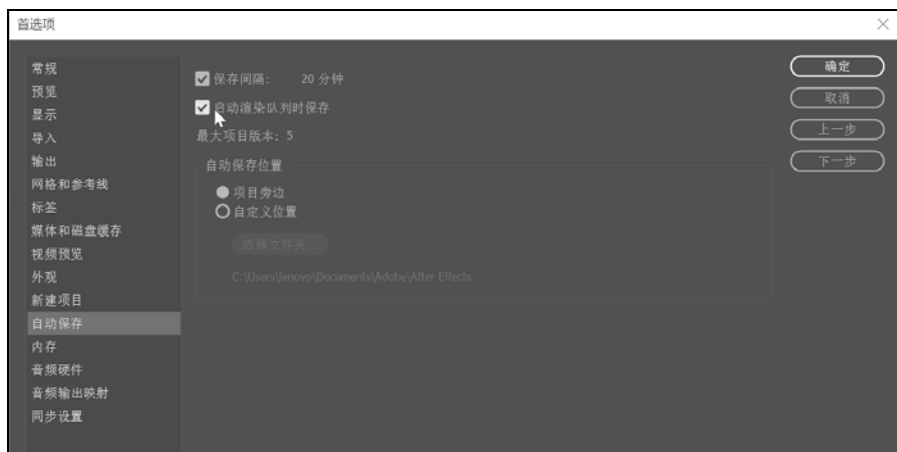 首选项
常规
预览
显示
导入
输出
网格和参考线
标签
媒体和磁盘缓存
视频预览
外观
新建项目
自动保存
内存
音频硬件
音频输出映射
同步设置
保存间隔: 20 分钟
启动渲染队列时保存
最大项目版本: 5
自动保存位置
项目旁边
自定义位置
选择文件夹...
C:\Users\lenovo\Documents\Adobe\After Effects
确定
取消
上一步
下一步